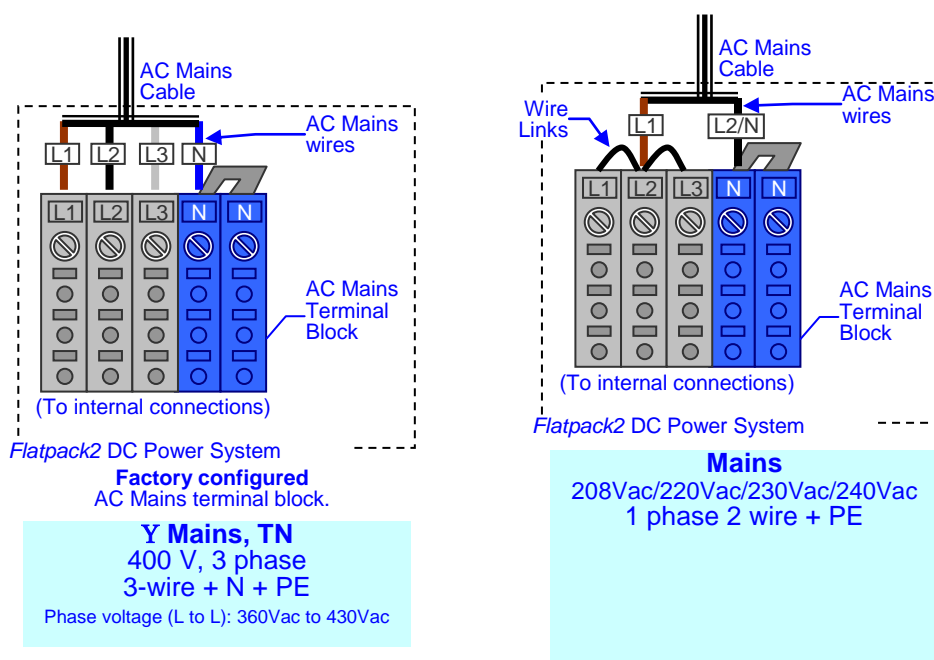 AC Mains
Cable
AC Mains
wires
L1 L2 L3 N
L1 L2 L3 N N
AC Mains
Terminal
Block
(To internal connections)
Flatpack2 DC Power System
Factory configured
AC Mains terminal block.
Y Mains, TN
400 V, 3 phase
3-wire + N + PE
Phase voltage (L to L): 360Vac to 430Vac
AC Mains
Cable
AC Mains
wires
Wire
Links
L1 L2/N
L1 L2 L3 N N
AC Mains
Terminal
Block
(To internal connections)
Flatpack2 DC Power System
Mains
208Vac/220Vac/230Vac/240Vac
1 phase 2 wire + PE